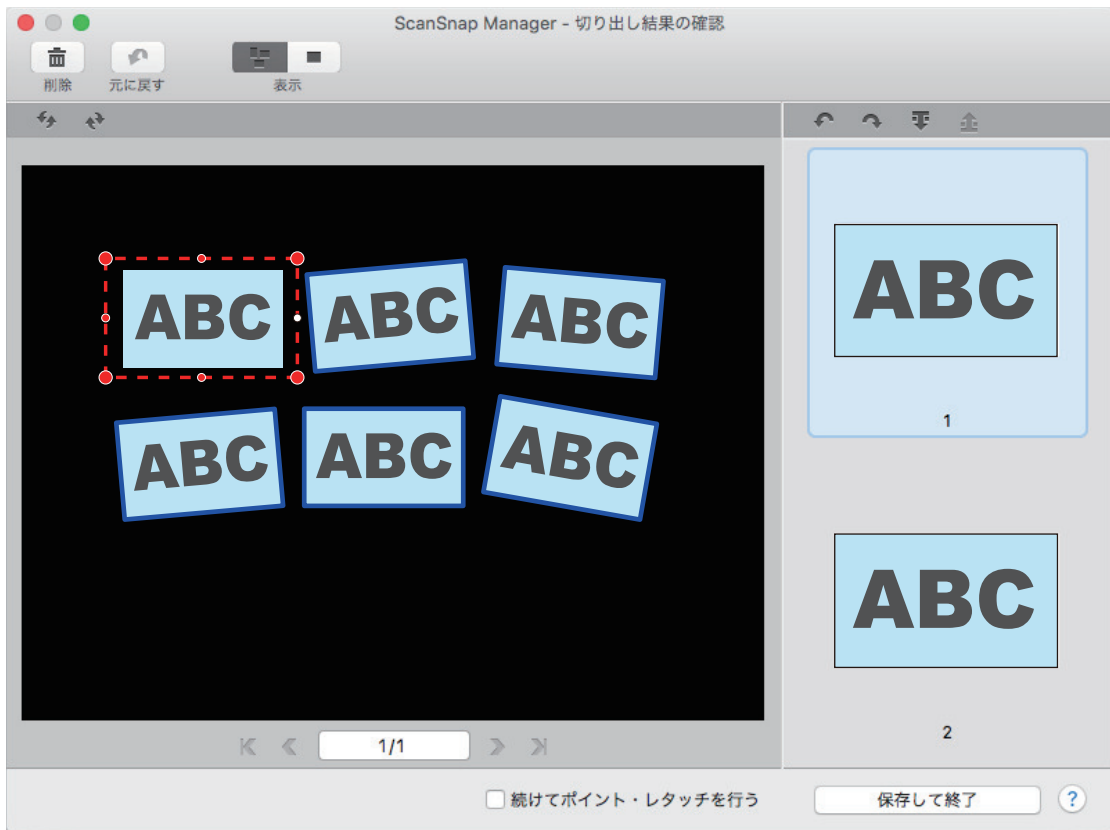 ScanSnap Manager - 切り出し結果の確認
削除 元に戻す 表示
ABC ABC ABC
ABC ABC ABC
1/1
ABC
1
ABC
2
続けてポイント・レタッチを行う 保存して終了 ?